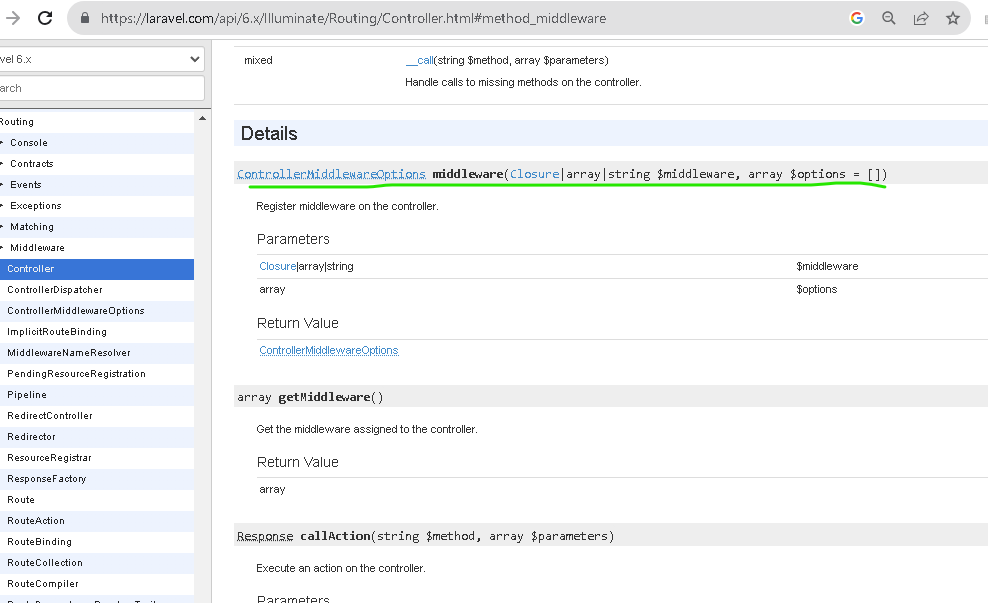 https://laravel.com/api/6.x/Illuminate/Routing/Controller.html#method_middleware
vel 6.x
arch
Routing
Console
Contracts
Events
Exceptions
Matching
Middleware
Controller
ControllerDispatcher
ControllerMiddlewareOptions
ImplicitRouteBinding
MiddlewareNameResolver
PendingResourceRegistration
Pipeline
RedirectController
Redirector
ResourceRegistrar
ResponseFactory
Route
RouteAction
RouteBinding
RouteCollection
RouteCompiler
mixed __call(string $method, array $parameters)
Handle calls to missing methods on the controller.
Details
ControllerMiddlewareOptions middleware(Closure|array|string $middleware, array $options = [])
Register middleware on the controller.
Parameters
Closure|array|string $middleware
array $options
Return Value
ControllerMiddlewareOptions
array getMiddleware()
Get the middleware assigned to the controller.
Return Value
array
Response callAction(string $method, array $parameters)
Execute an action on the controller.
Parameters